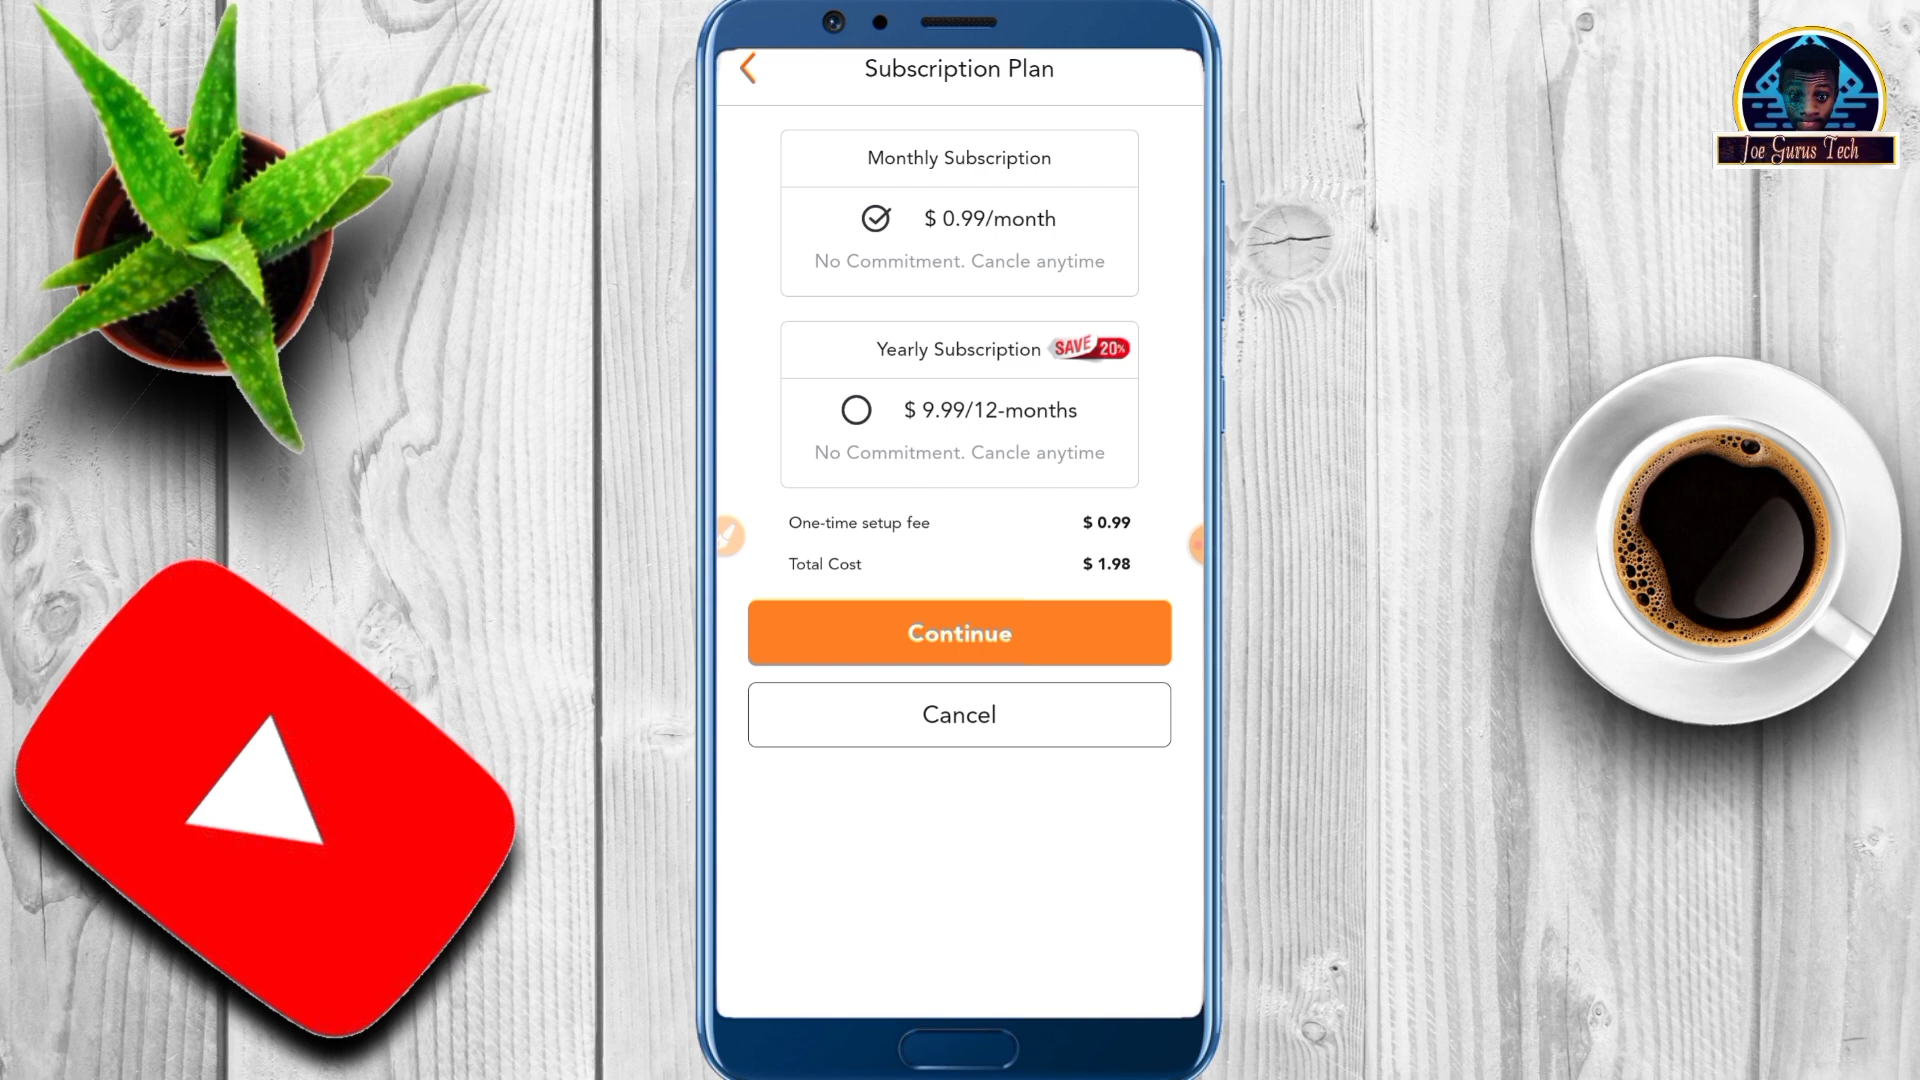 Subscription Plan
Joe Gurus Tech
Monthly Subscription
$ 0.99/month
No Commitment. Cancle anytime
Yearly Subscription SAVE 20%
$ 9.99/12-months
No Commitment. Cancle anytime
One-time setup fee $ 0.99
Total Cost $ 1.98
Continue
Cancel